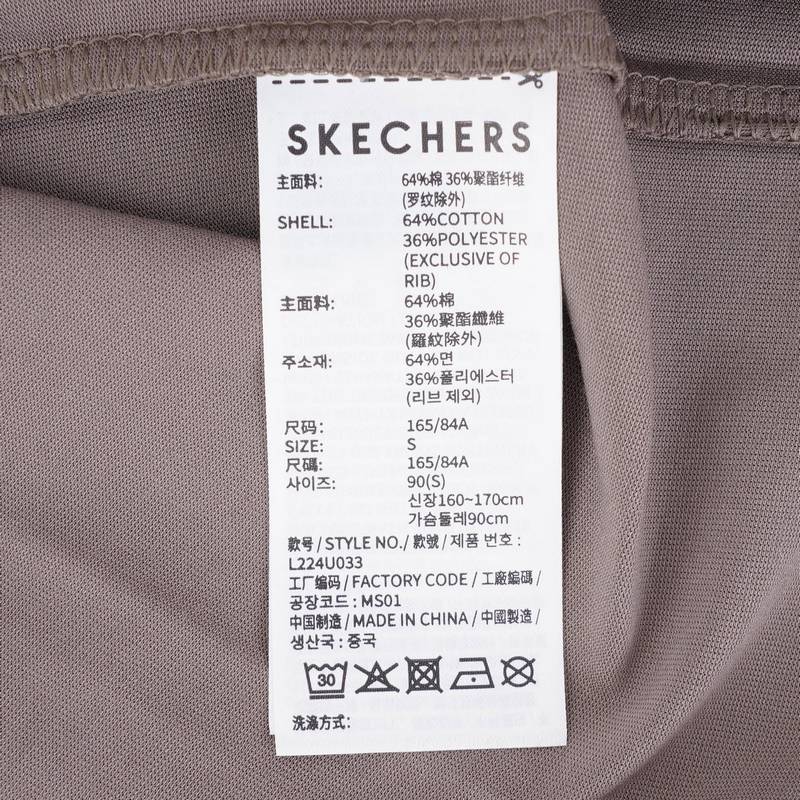 SKECHERS
主面料: 64%棉 36%聚酯纤维
(罗纹除外)
SHELL: 64%COTTON
36%POLYESTER
(EXCLUSIVE OF
RIB)
主面料: 64%棉
36%聚酯纖維
(羅紋除外)
주소재: 64%면
36%폴리에스터
(리브 제외)
尺码: 165/84A
SIZE: S
尺碼: 165/84A
사이즈: 90(S)
신장160~170cm
가슴둘레90cm
款号/STYLE NO./款號/제품 번호:
L224U033
工厂编码/FACTORY CODE/工廠編碼/
공장코드: MS01
中国制造/MADE IN CHINA/中國製造/
생산국: 중국
30
洗涤方式: